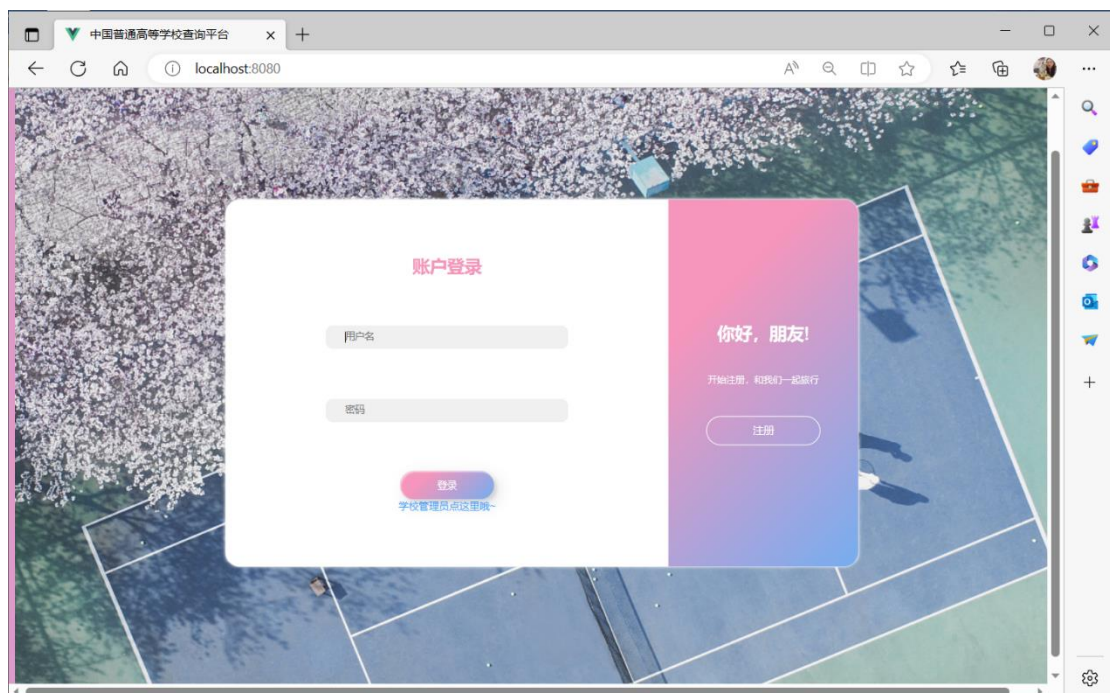 中国普通高等学校查询平台
localhost:8080
账户登录
用户名
密码
登录
学校管理员点这里哦~
你好，朋友!
开始注册，和我们一起旅行
注册